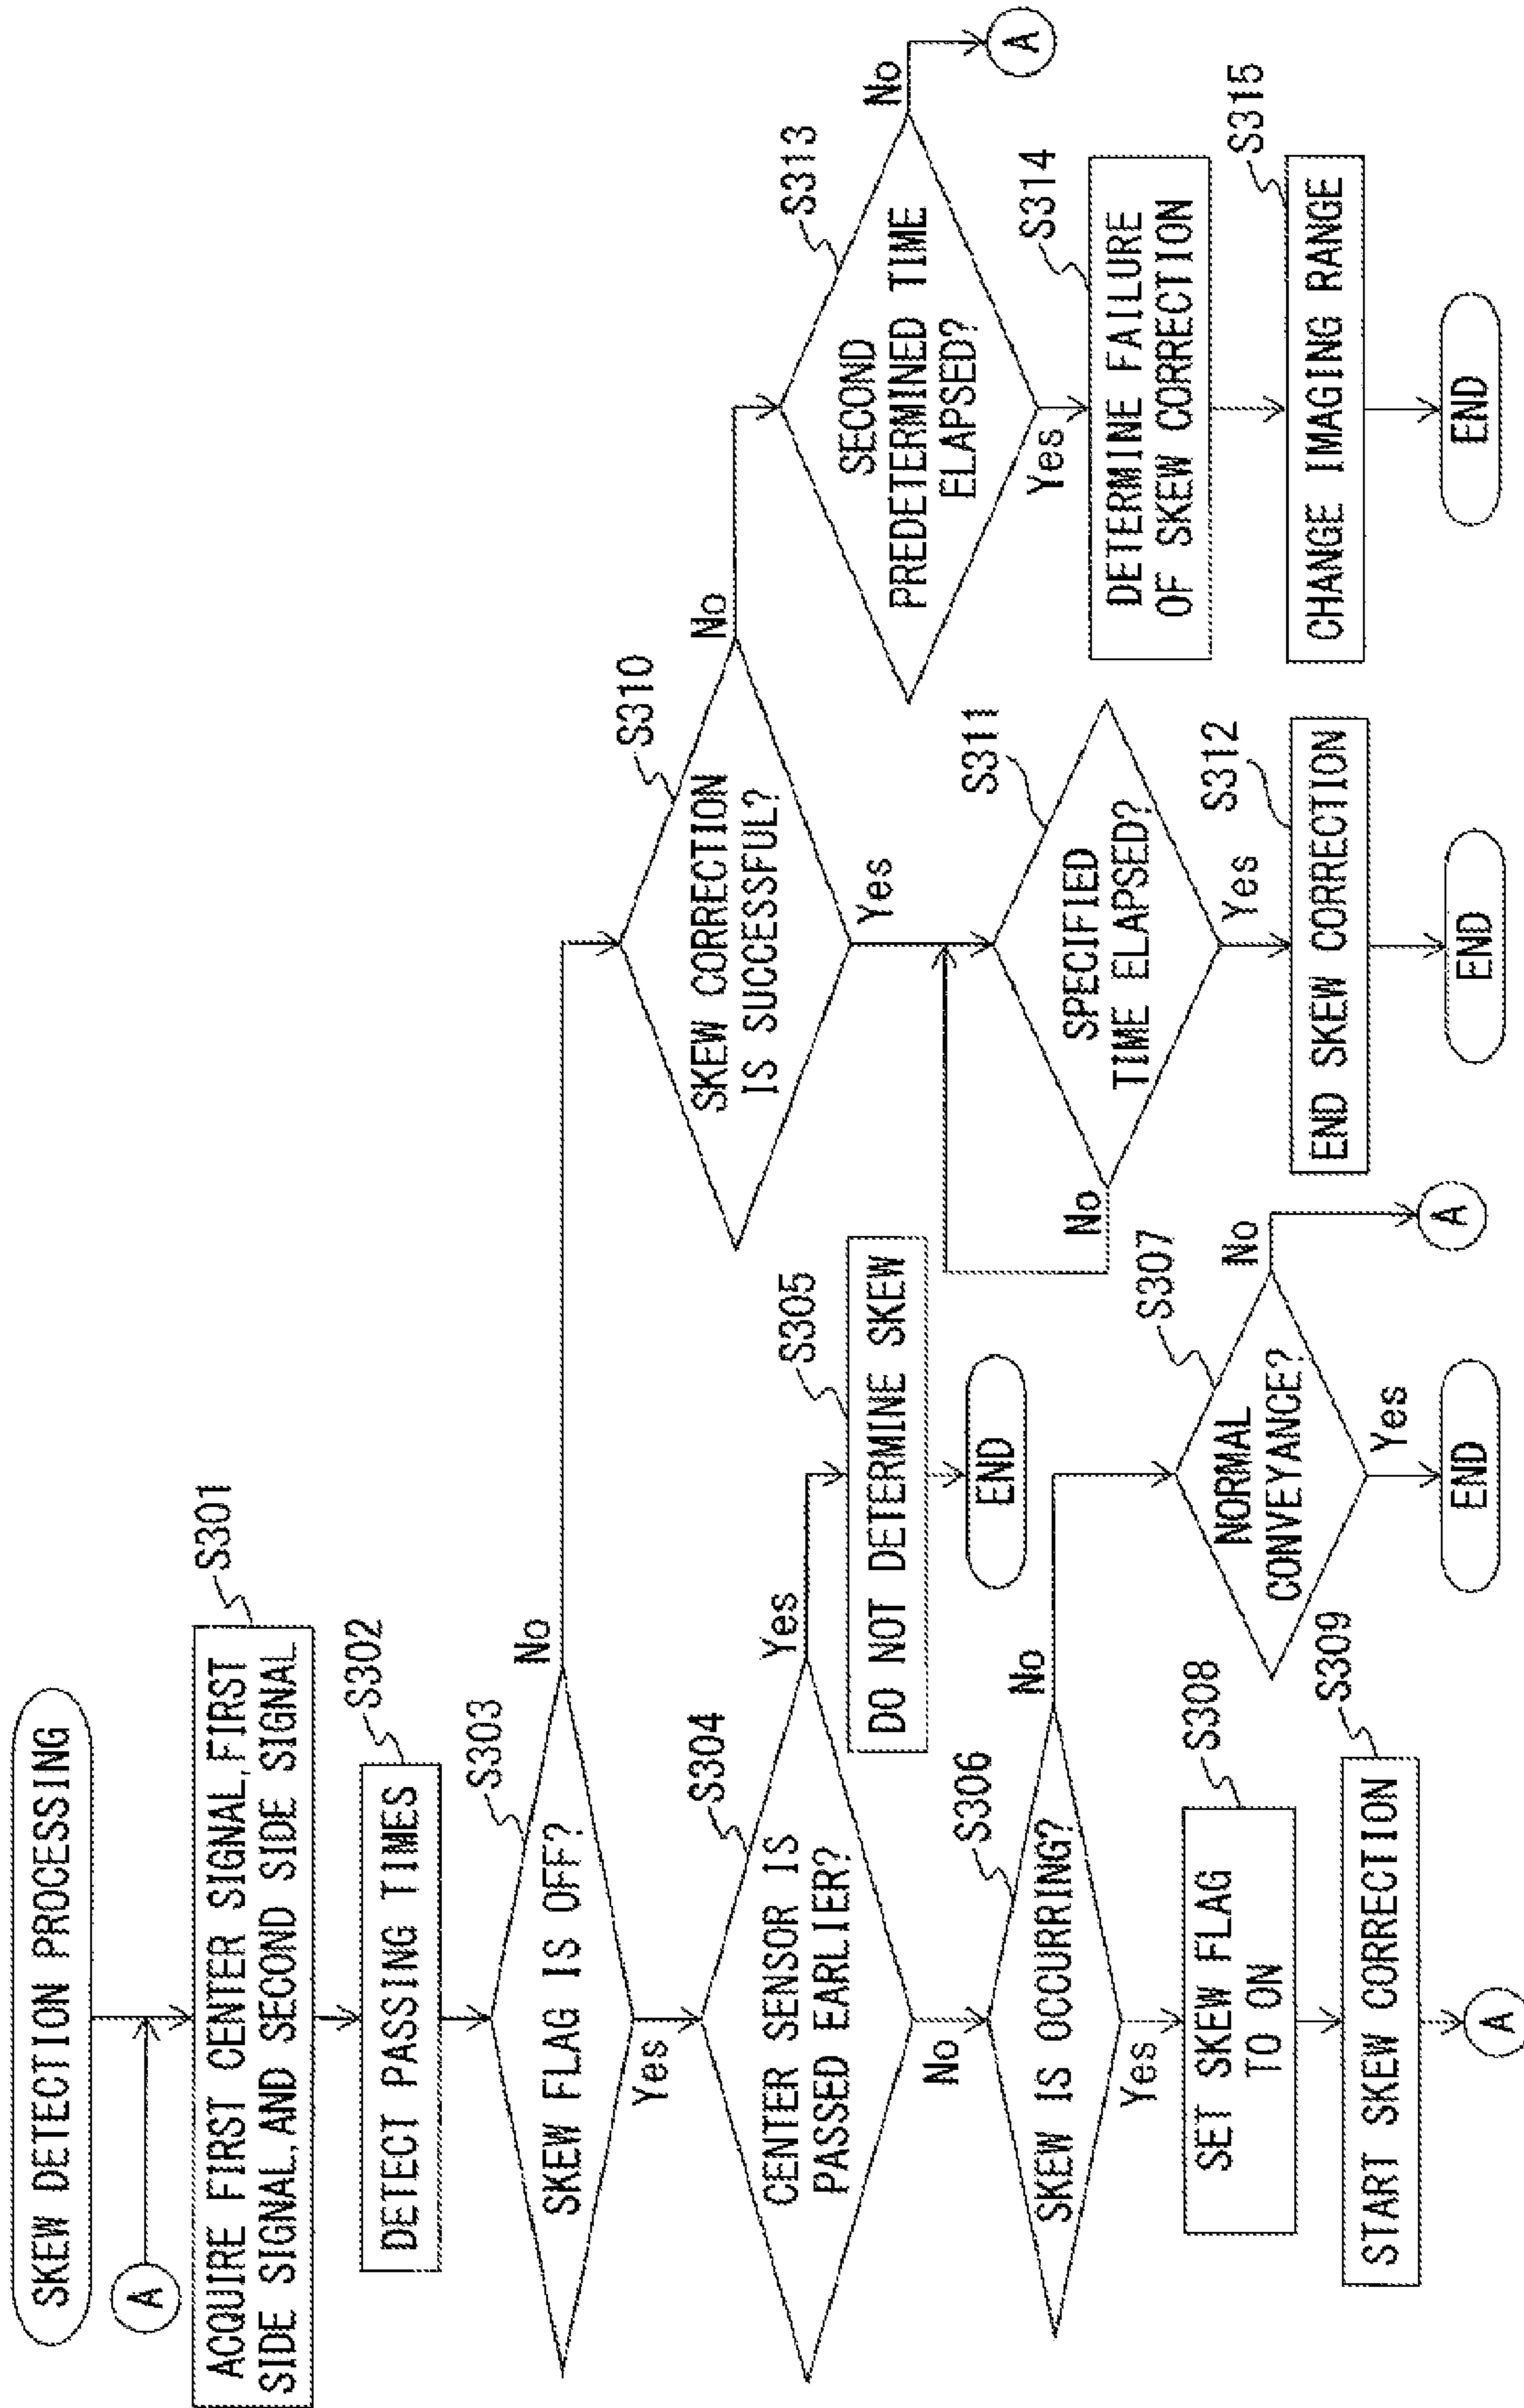 SKEW DETECTION PROCESSING
A
S301
ACQUIRE FIRST CENTER SIGNAL,FIRST
SIDE SIGNAL,AND SECOND SIDE SIGNAL
S302
DETECT PASSING TIMES
S303
SKEW FLAG IS OFF?
No
Yes
S304
CENTER SENSOR IS
PASSED EARLIER?
Yes
No
S305
DO NOT DETERMINE SKEW
END
S306
SKEW IS OCCURRING?
No
Yes
S307
NORMAL
CONVEYANCE?
No
A
Yes
END
S308
SET SKEW FLAG
TO ON
S309
START SKEW CORRECTION
A
S310
SKEW CORRECTION
IS SUCCESSFUL?
No
Yes
S311
SPECIFIED
TIME ELAPSED?
No
Yes
S312
END SKEW CORRECTION
END
S313
SECOND
PREDETERMINED TIME
ELAPSED?
No
A
Yes
S314
DETERMINE FAILURE
OF SKEW CORRECTION
S315
CHANGE IMAGING RANGE
END